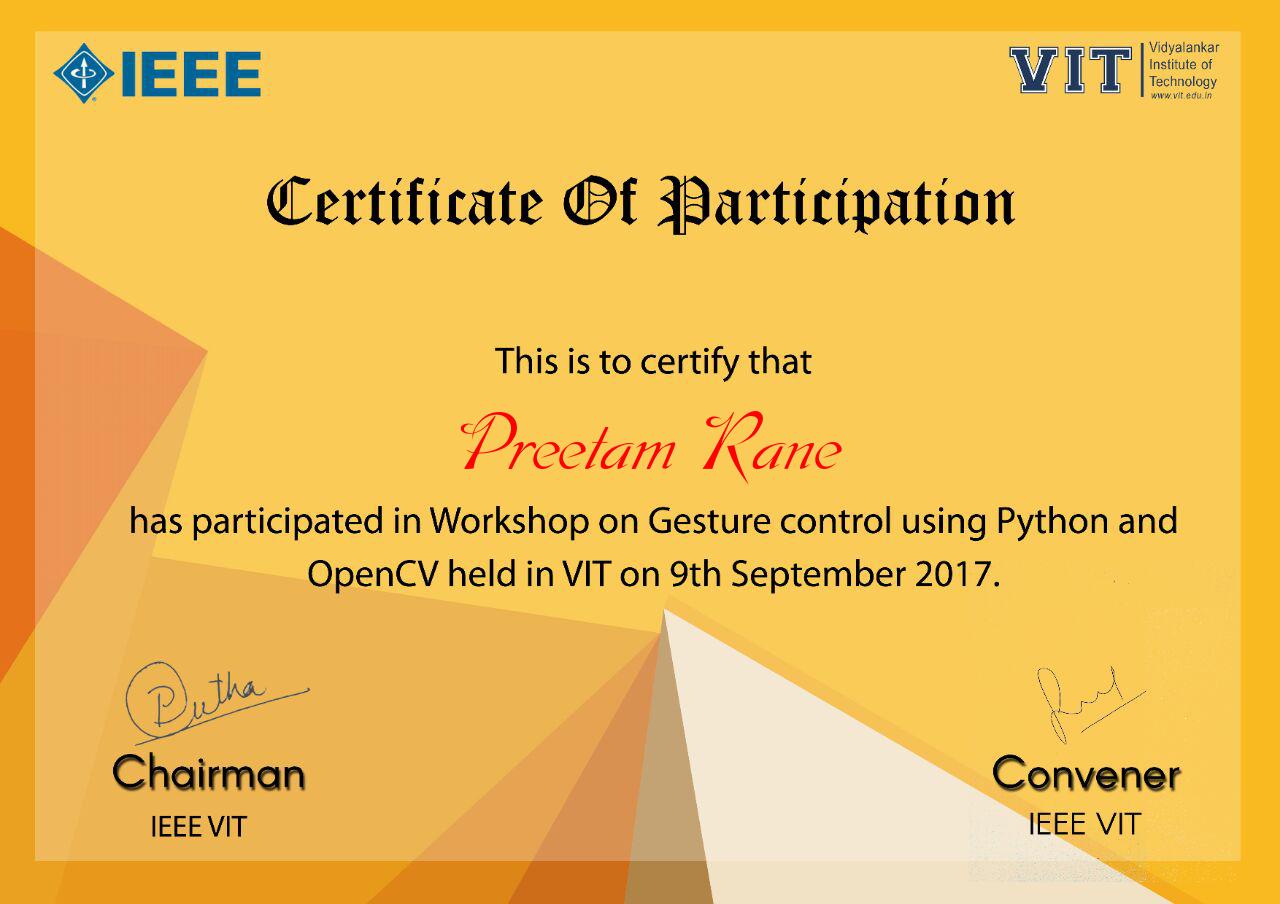 IEEE
VIT
Vidyalankar
Institute of
Technology
www.vit.edu.in
Certificate Of Participation
This is to certify that
Preetam Rane
has participated in Workshop on Gesture control using Python and
OpenCV held in VIT on 9th September 2017.
Chairman
IEEE VIT
Convener
IEEE VIT